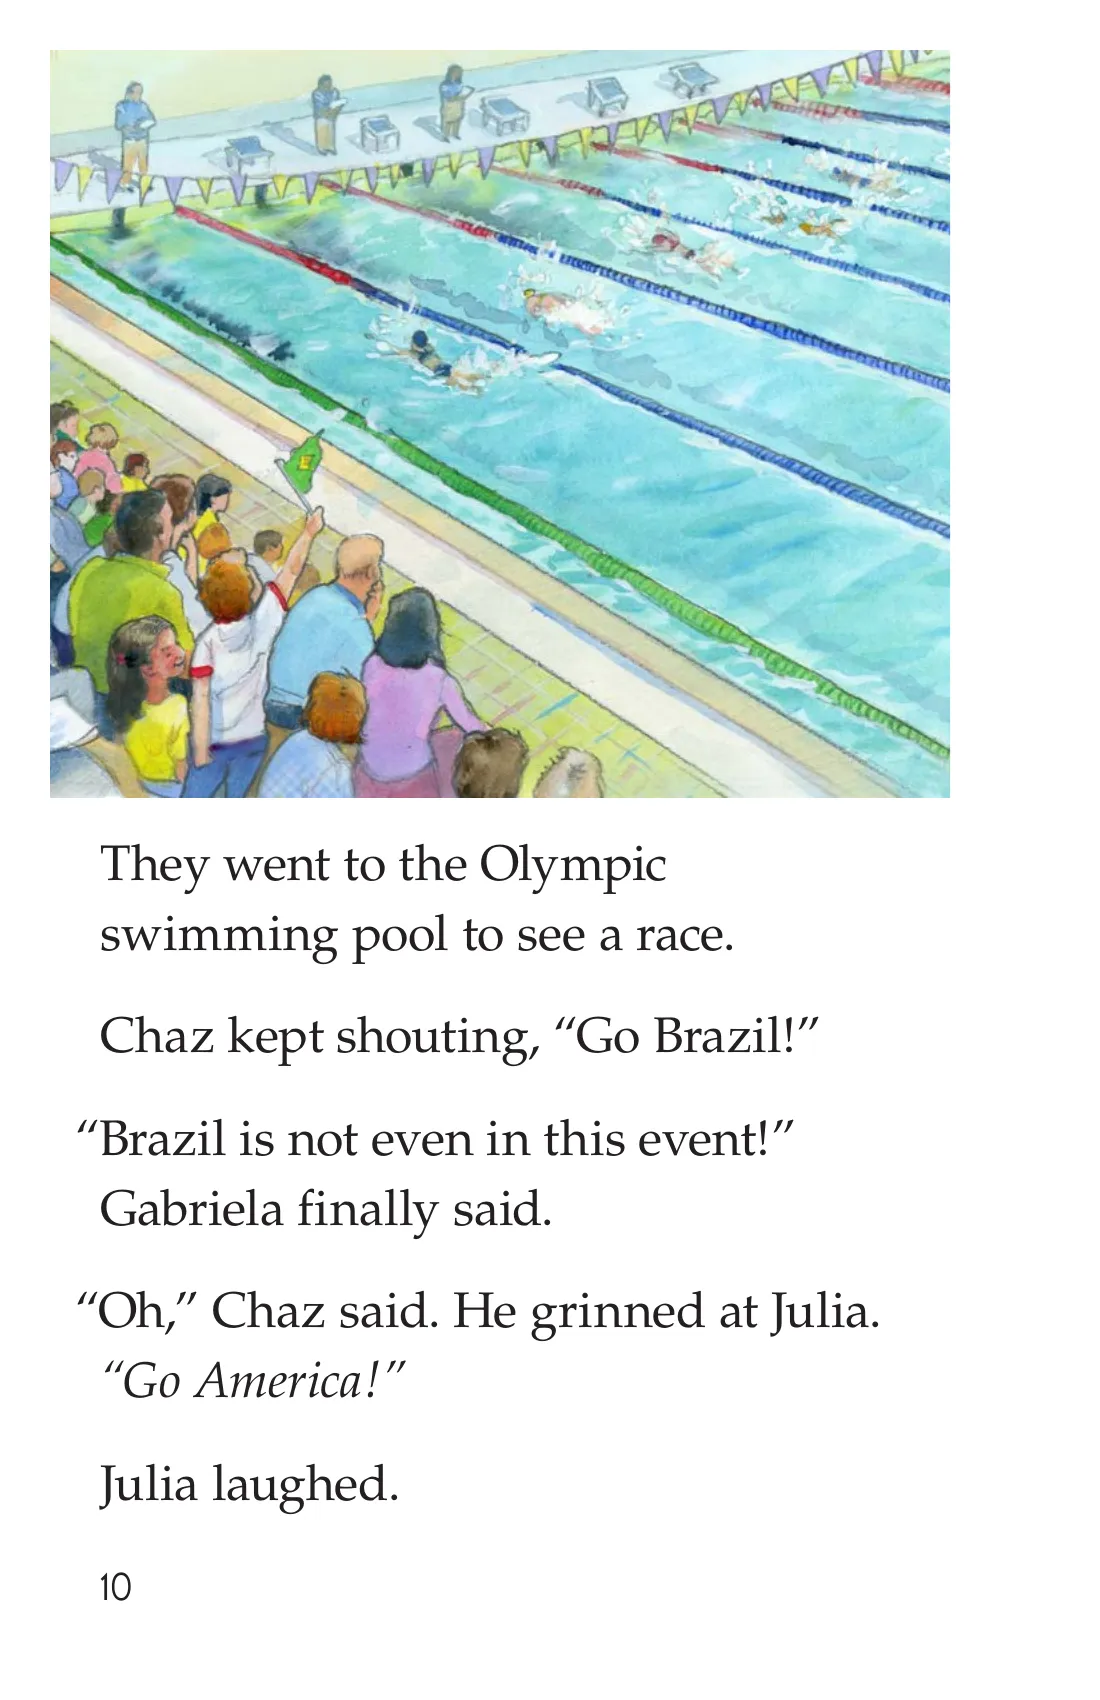 They went to the Olympic
swimming pool to see a race.
Chaz kept shouting, “Go Brazil!”
“Brazil is not even in this event!”
Gabriela finally said.
“Oh,” Chaz said. He grinned at Julia.
“Go America!”
Julia laughed.
10